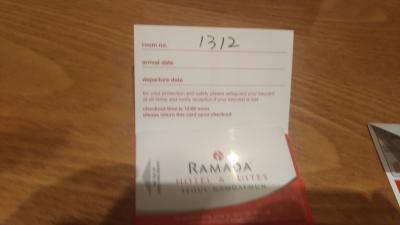 room no. 1312
arrival date
departure date
for your protection and safety please safeguard your keycard
at all times and notify reception if your keycard is lost
checkout time is 12:00 noon
please return this card upon checkout
RAMADA
HOTEL & SUITES
SEOUL NAMDAEMUN